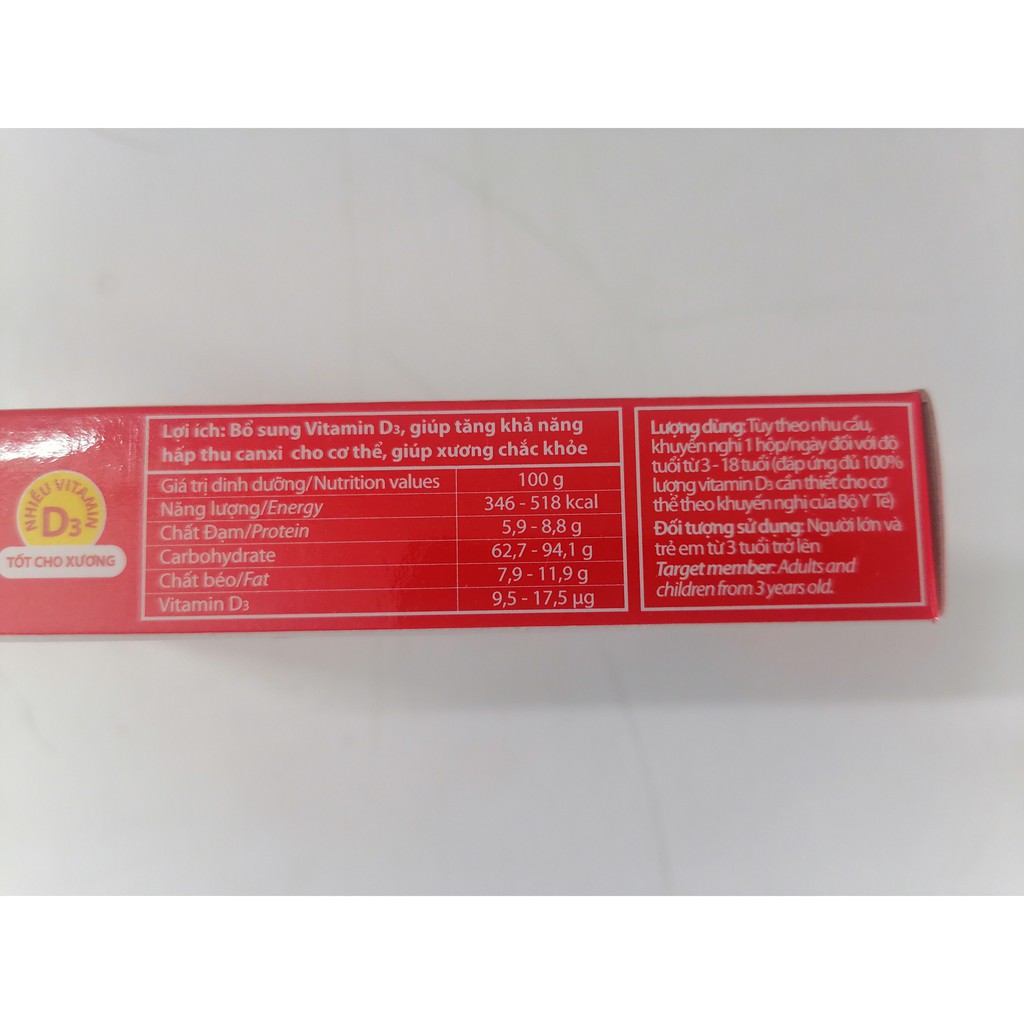 NHIỀU VITAMIN
D3
TỐT CHO XƯƠNG
Lợi ích: Bổ sung Vitamin D3, giúp tăng khả năng
hấp thu canxi cho cơ thể, giúp xương chắc khỏe
Giá trị dinh dưỡng/Nutrition values 100 g
Năng lượng/Energy 346 - 518 kcal
Chất Đạm/Protein 5,9 - 8,8 g
Carbohydrate 62,7 - 94,1 g
Chất béo/Fat 7,9 - 11,9 g
Vitamin D3 9,5 - 17,5 µg
Lượng dùng: Tùy theo nhu cầu,
khuyến nghị 1 hộp/ngày đối với độ
tuổi từ 3 - 18 tuổi (đáp ứng đủ 100%
lượng vitamin D3 cần thiết cho cơ
thể theo khuyến nghị của Bộ Y Tế)
Đối tượng sử dụng: Người lớn và
trẻ em từ 3 tuổi trở lên
Target member: Adults and
children from 3 years old.